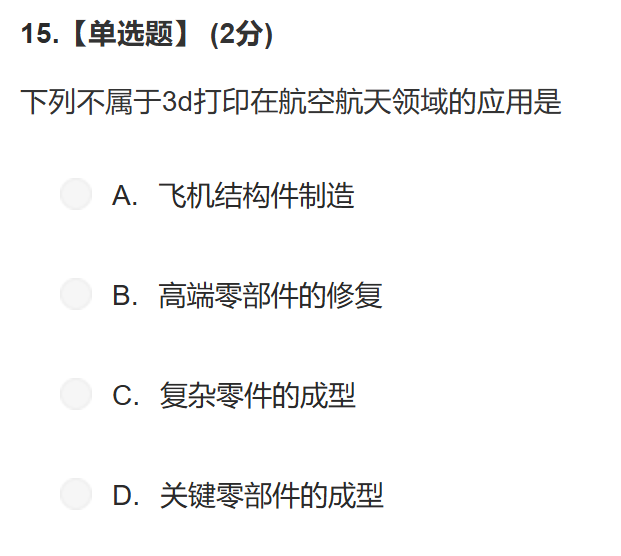 15.【单选题】 (2分)
下列不属于3d打印在航空航天领域的应用是
A. 飞机结构件制造
B. 高端零部件的修复
C. 复杂零件的成型
D. 关键零部件的成型